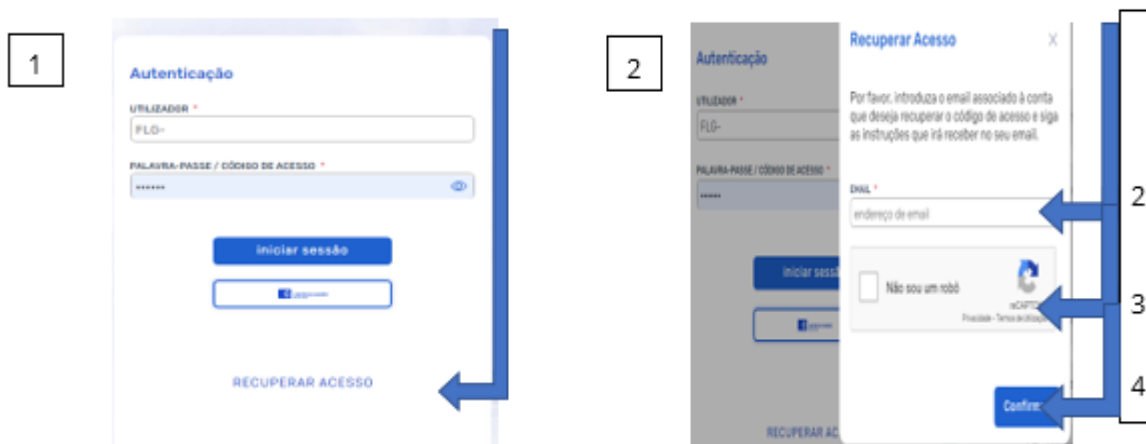 1
Autenticação
UTILIZADOR *
FLG-
PALAVRA-PASSE / CÓDIGO DE ACESSO *
••••••
iniciar sessão
RECUPERAR ACESSO
2
Autenticação
UTILIZADOR *
FLG-
PALAVRA-PASSE / CÓDIGO DE ACESSO *
•••••
iniciar sess
RECUPERAR AC
Recuperar Acesso X
Por favor, introduza o email associado à conta
que deseja recuperar o código de acesso e siga
as instruções que irá receber no seu email.
EMAIL *
endereço de email
Não sou um robô
reCAPTC
Privacidade - Termos de Utilização
Confirm
2
3
4